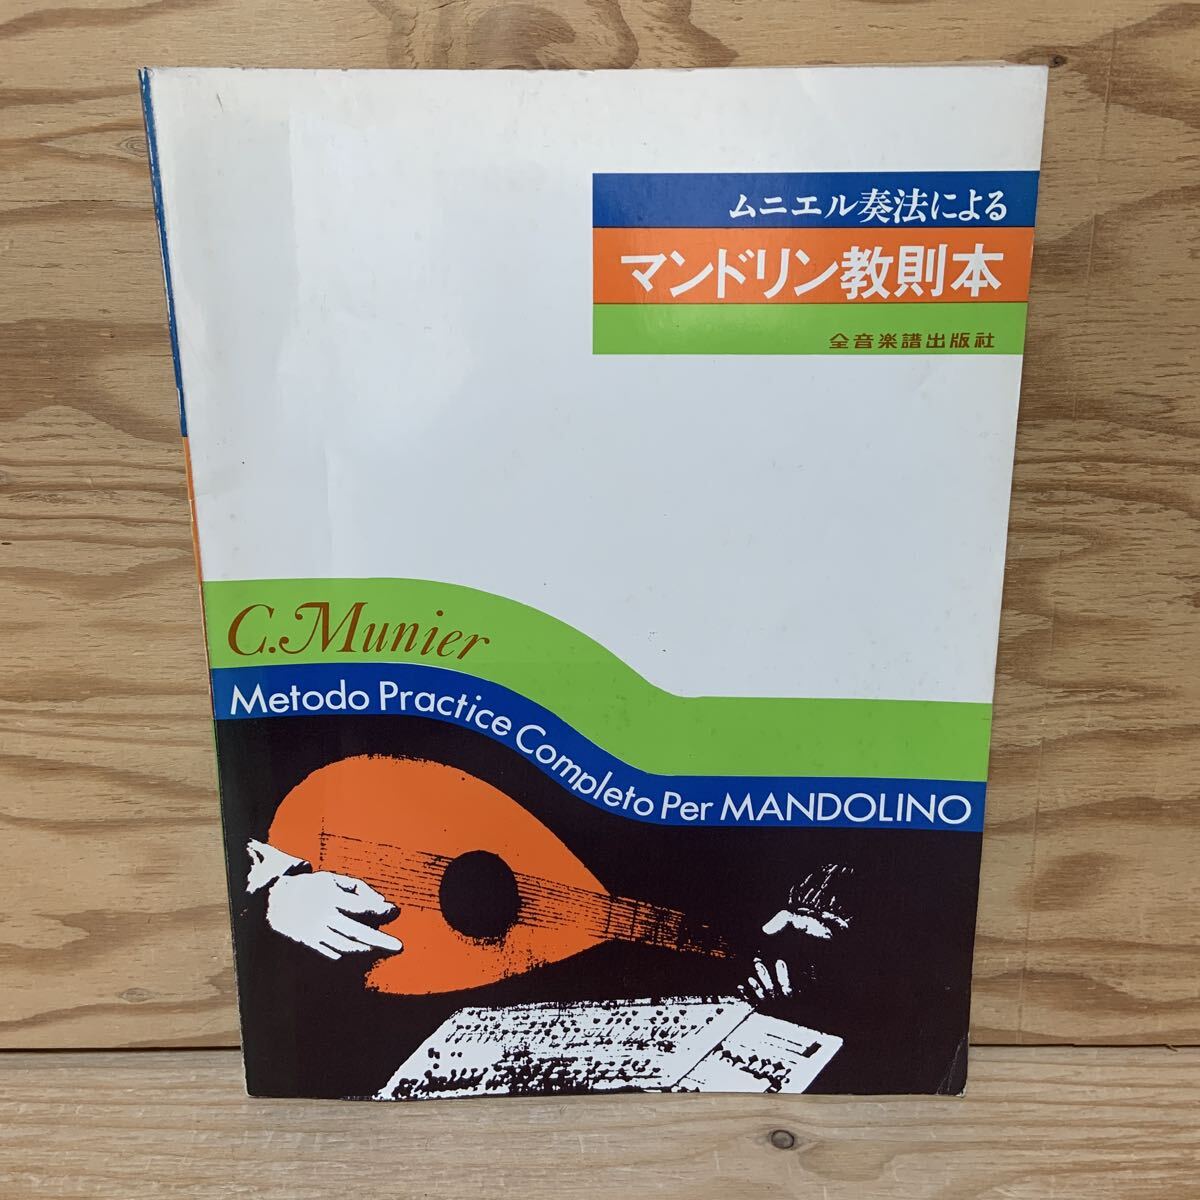 ムニエル奏法による
マンドリン教則本
全音楽譜出版社
C.Munier
Metodo Practice Completo Per MANDOLINO